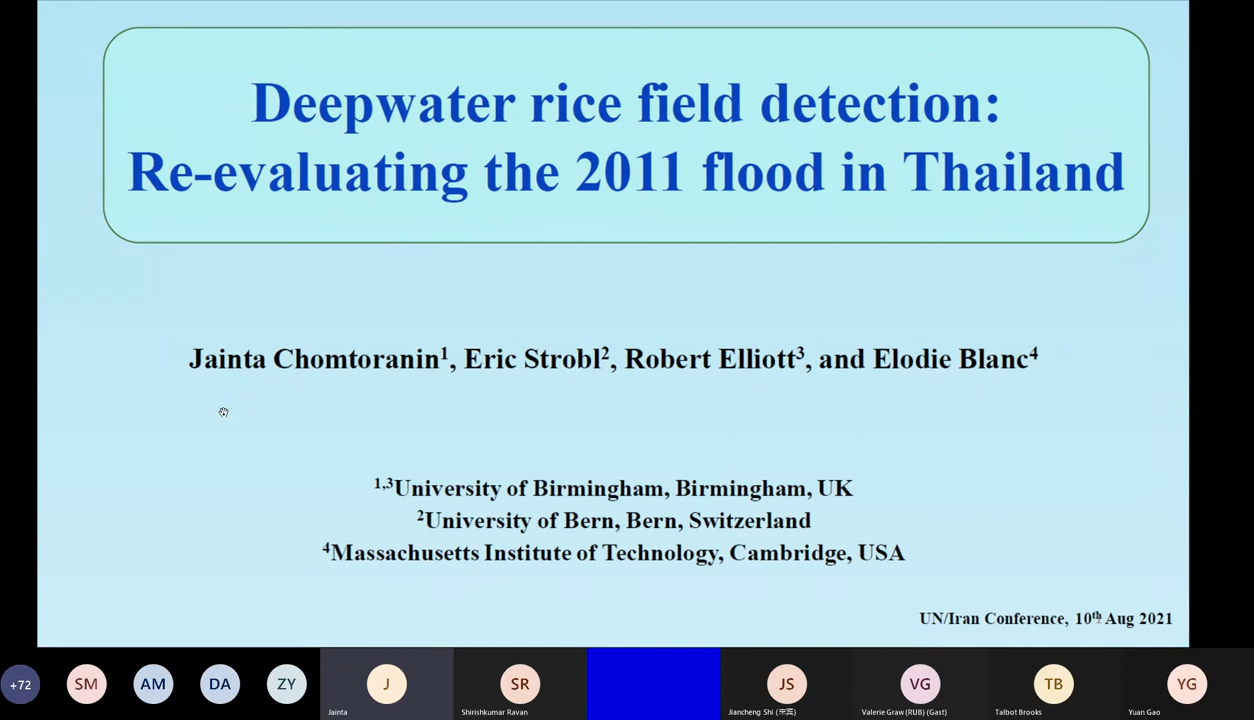 Deepwater rice field detection:
Re-evaluating the 2011 flood in Thailand
Jainta Chomtoranin¹, Eric Strobl², Robert Elliott³, and Elodie Blanc⁴
¹,³University of Birmingham, Birmingham, UK
²University of Bern, Bern, Switzerland
⁴Massachusetts Institute of Technology, Cambridge, USA
UN/Iran Conference, 10th Aug 2021
+72 SM AM DA ZY J SR JS VG TB YG
Jainta Shirishkumar Ravan Jiancheng Shi Valerie Graw (RUB) (Gast) Talbot Brooks Yuan Gao